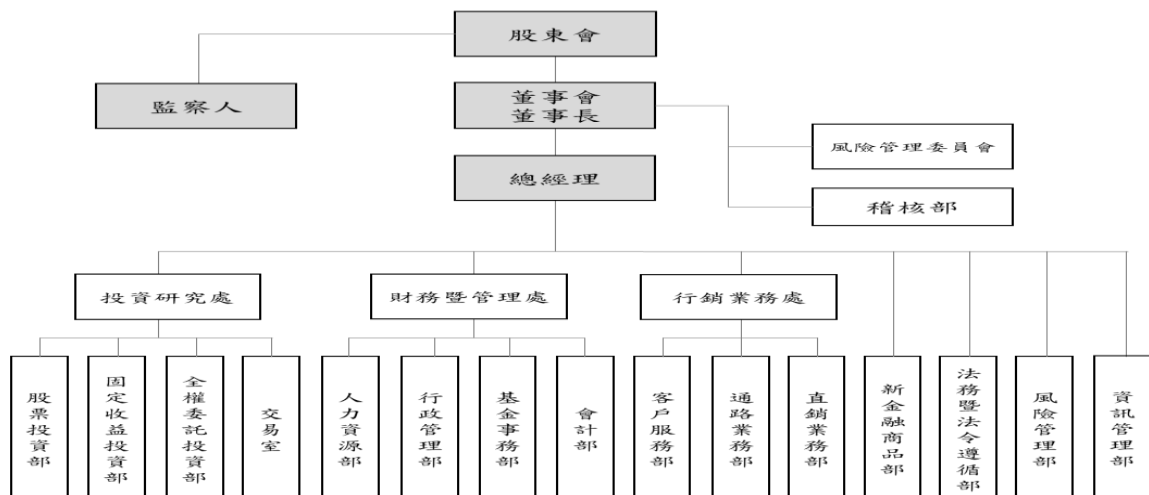 股東會
監察人
董事會
董事長
風險管理委員會
總經理
稽核部
投資研究處
財務暨管理處
行銷業務處
股票投資部
固定收益投資部
全權委託投資部
交易室
人力資源部
行政管理部
基金事務部
會計部
客戶服務部
通路業務部
直銷業務部
新金融商品部
法務暨法令遵循部
風險管理部
資訊管理部